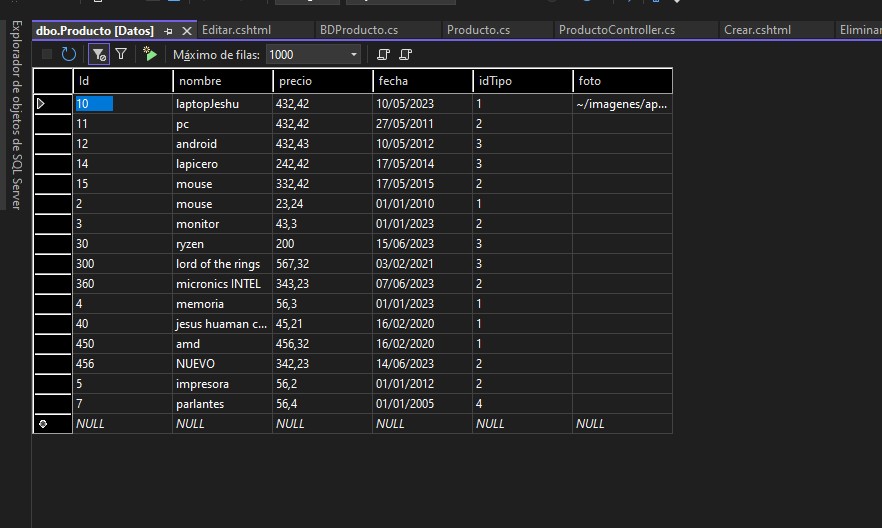 dbo.Producto [Datos] Editar.cshtml BDProducto.cs Producto.cs ProductoController.cs Crear.cshtml Eliminar
Máximo de filas: 1000
Explorador de objetos de SQL Server
Id nombre precio fecha idTipo foto
10 laptopJeshu 432,42 10/05/2023 1 ~/imagenes/ap...
11 pc 432,42 27/05/2011 2
12 android 432,43 10/05/2012 3
14 lapicero 242,42 17/05/2014 3
15 mouse 332,42 17/05/2015 2
2 mouse 23,24 01/01/2010 1
3 monitor 43,3 01/01/2023 2
30 ryzen 200 15/06/2023 3
300 lord of the rings 567,32 03/02/2021 3
360 micronics INTEL 343,23 07/06/2023 2
4 memoria 56,3 01/01/2023 1
40 jesus huaman c... 45,21 16/02/2020 1
450 amd 456,32 16/02/2020 1
456 NUEVO 342,23 14/06/2023 2
5 impresora 56,2 01/01/2012 2
7 parlantes 56,4 01/01/2005 4
NULL NULL NULL NULL NULL NULL